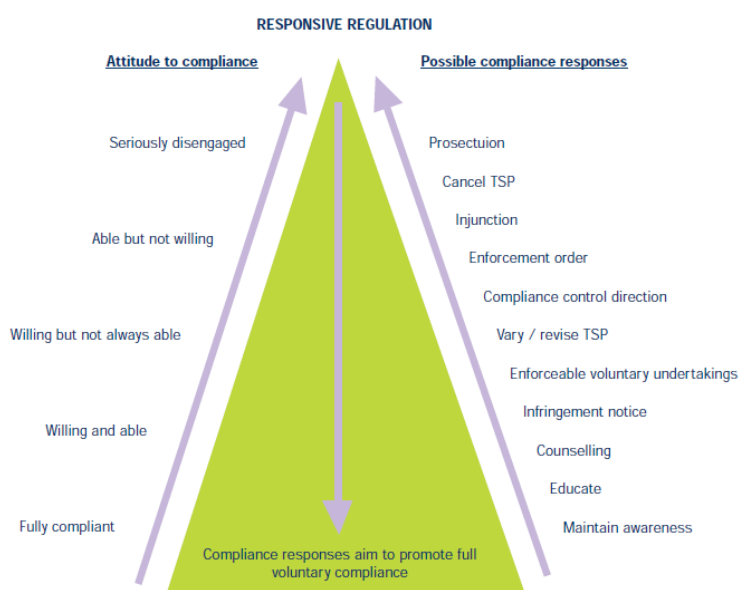 RESPONSIVE REGULATION
Attitude to compliance
Possible compliance responses
Seriously disengaged
Able but not willing
Willing but not always able
Willing and able
Fully compliant
Prosectuion
Cancel TSP
Injunction
Enforcement order
Compliance control direction
Vary / revise TSP
Enforceable voluntary undertakings
Infringement notice
Counselling
Educate
Maintain awareness
Compliance responses aim to promote full
voluntary compliance